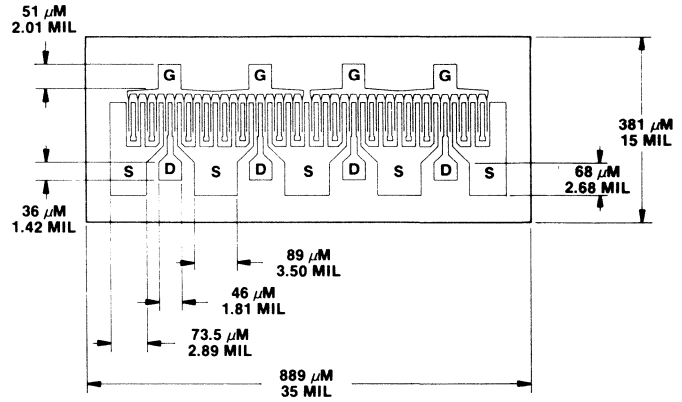 51 μM
2.01 MIL
G G G G
381 μM
15 MIL
S D S D S D S D S
68 μM
2.68 MIL
36 μM
1.42 MIL
89 μM
3.50 MIL
46 μM
1.81 MIL
73.5 μM
2.89 MIL
889 μM
35 MIL